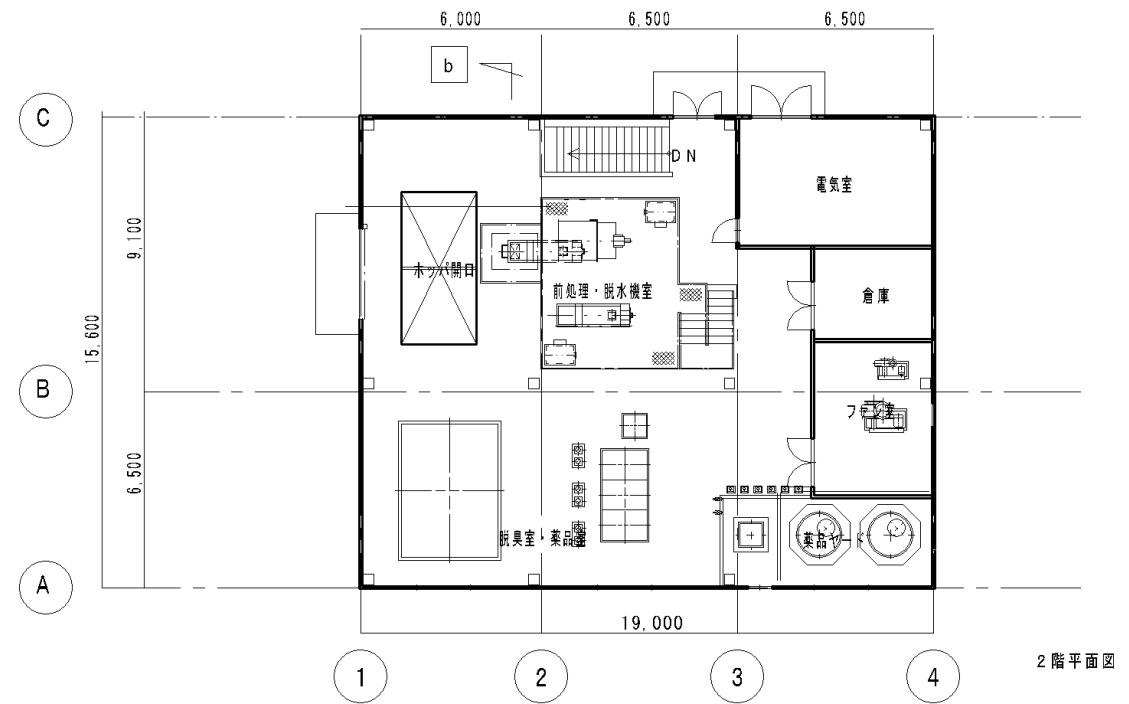 6,000
6,500
6,500
b
C
DN
電気室
9,100
ホッパ開口
前処理・脱水機室
倉庫
15,600
B
ファン室
6,500
脱臭室・薬品室
薬品ヤード
A
19,000
1
2
3
4
2階平面図